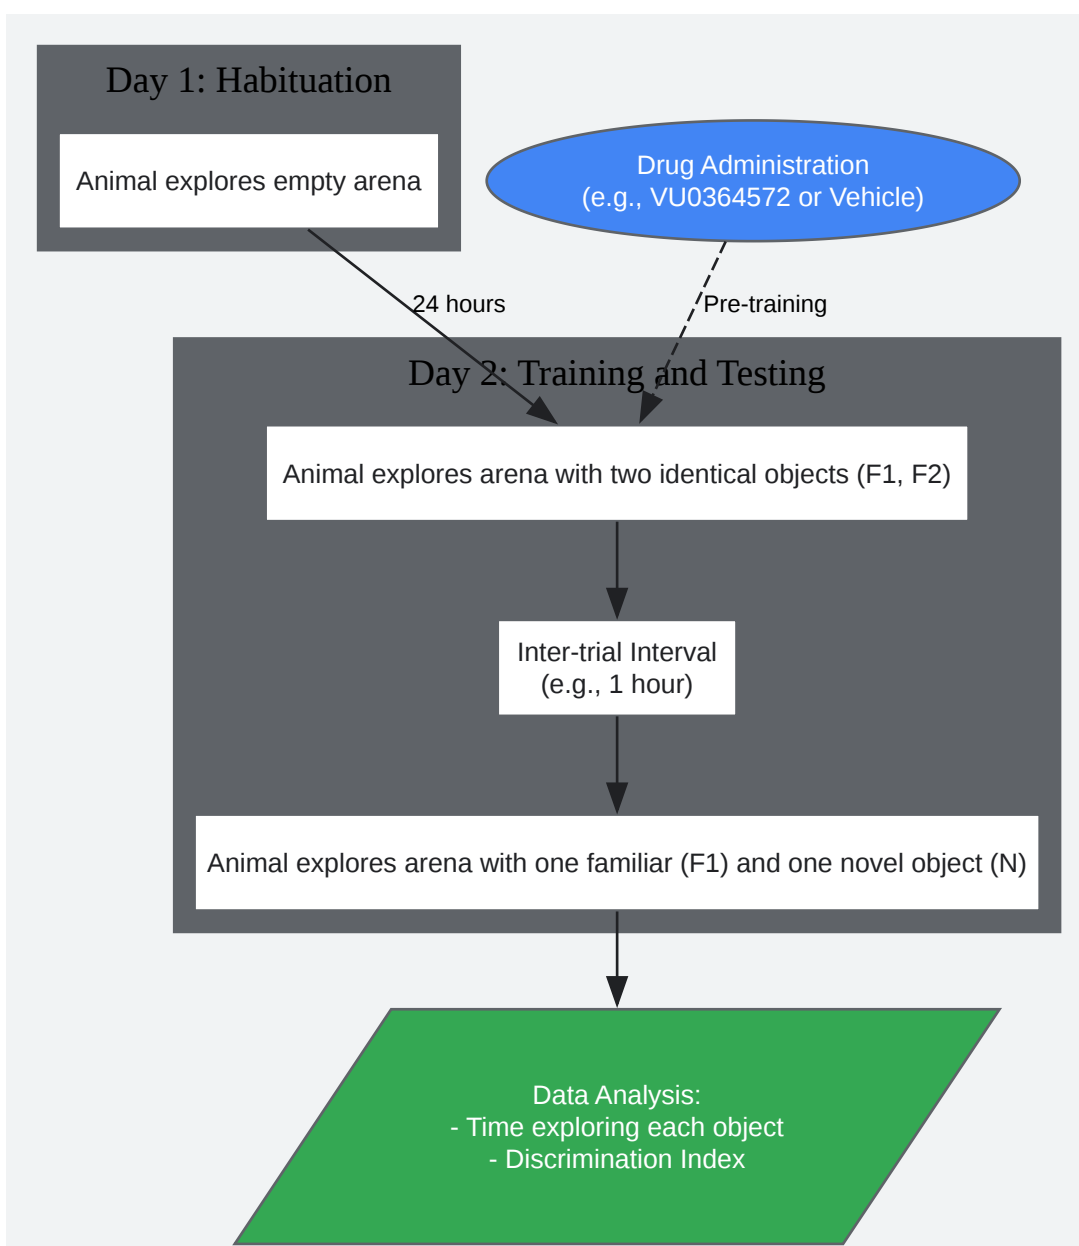 Day 1: Habituation
Animal explores empty arena
Drug Administration
(e.g., VU0364572 or Vehicle)
24 hours
Pre-training
Day 2: Training and Testing
Animal explores arena with two identical objects (F1, F2)
Inter-trial Interval
(e.g., 1 hour)
Animal explores arena with one familiar (F1) and one novel object (N)
Data Analysis:
- Time exploring each object
- Discrimination Index